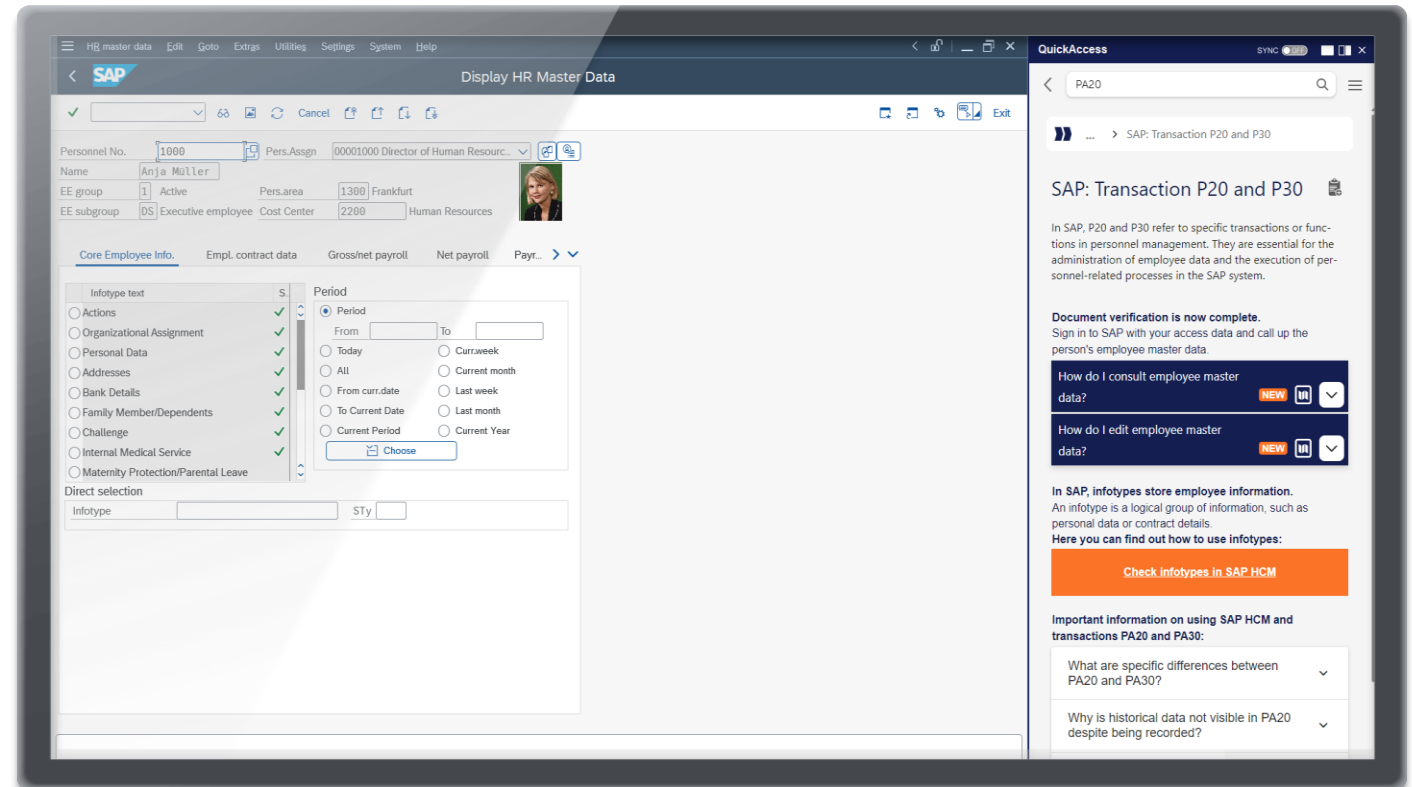 HR master data Edit Goto Extras Utilities Settings System Help
SAP
Display HR Master Data
Cancel
Exit
Personnel No. 1000 Pers.Assgn 00001000 Director of Human Resourc...
Name Anja Müller
EE group 1 Active Pers.area 1300 Frankfurt
EE subgroup DS Executive employee Cost Center 2200 Human Resources
Core Employee Info. Empl. contract data Gross/net payroll Net payroll Payr...
Infotype text S.
Actions
Organizational Assignment
Personal Data
Addresses
Bank Details
Family Member/Dependents
Challenge
Internal Medical Service
Maternity Protection/Parental Leave
Period
Period
From To
Today Curr.week
All Current month
From curr.date Last week
To Current Date Last month
Current Period Current Year
Choose
Direct selection
Infotype STy
QuickAccess SYNC OFF
PA20
... > SAP: Transaction P20 and P30
SAP: Transaction P20 and P30
In SAP, P20 and P30 refer to specific transactions or func-
tions in personnel management. They are essential for the
administration of employee data and the execution of per-
sonnel-related processes in the SAP system.
Document verification is now complete.
Sign in to SAP with your access data and call up the
person's employee master data.
How do I consult employee master
data? NEW
How do I edit employee master
data? NEW
In SAP, infotypes store employee information.
An infotype is a logical group of information, such as
personal data or contract details.
Here you can find out how to use infotypes:
Check infotypes in SAP HCM
Important information on using SAP HCM and
transactions PA20 and PA30:
What are specific differences between
PA20 and PA30?
Why is historical data not visible in PA20
despite being recorded?